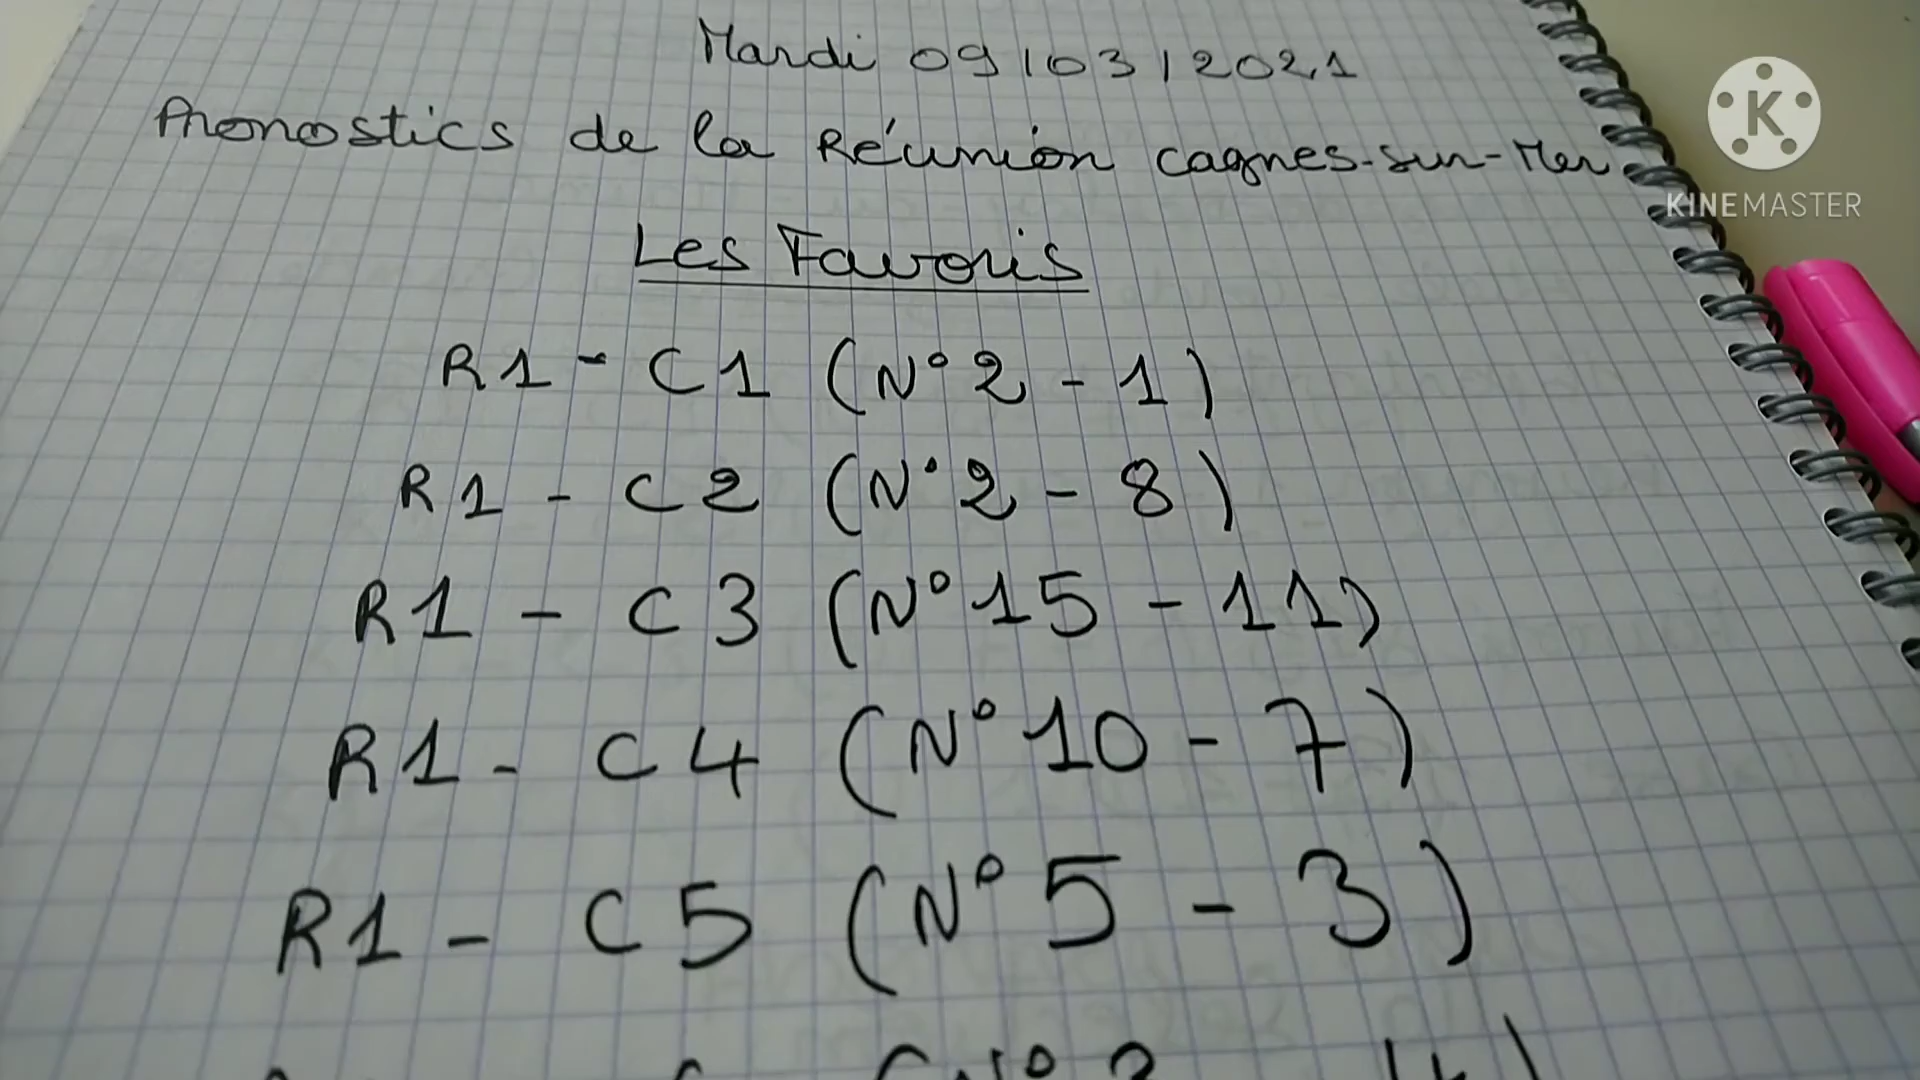 Mardi 09/03/2021
Pronostics de la Réunion cagnes-sur-Mer
Les Favoris
R1 - C1 (N°2 - 1)
R1 - C2 (N°2 - 8)
R1 - C3 (N°15 - 11)
R1 - C4 (N°10 - 7)
R1 - C5 (N°5 - 3)
K
KINEMASTER